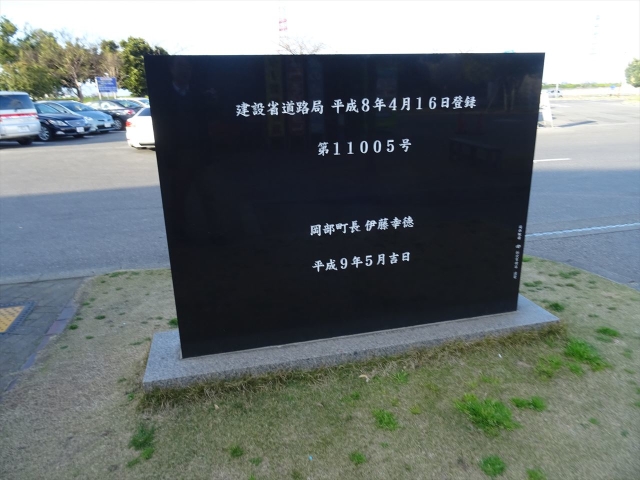 建設省道路局 平成8年4月16日登録
第11005号
岡部町長 伊藤幸徳
平成9年5月吉日